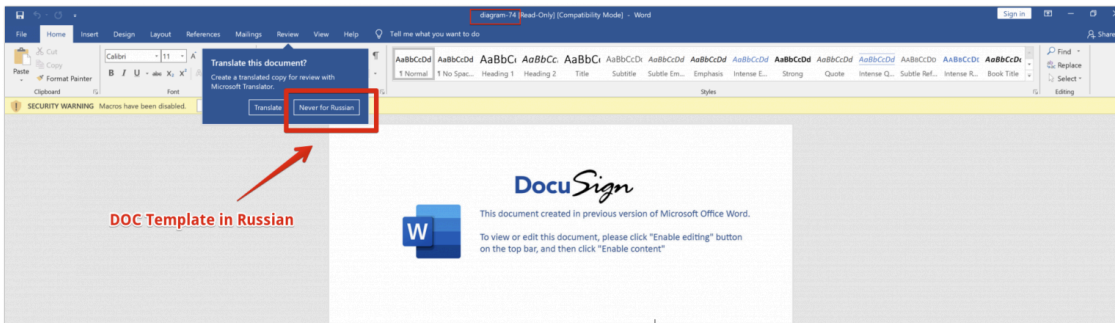 diagram-74 [Read-Only] [Compatibility Mode] - Word
Sign in
File Home Insert Design Layout References Mailings Review View Help Tell me what you want to do
Share
Paste
Cut
Copy
Format Painter
Clipboard
Calibri 11
B I U abc X₂ X²
Font
Translate this document?
Create a translated copy for review with
Microsoft Translator.
Translate Never for Russian
AaBbCcDd AaBbCcDd AaBbCc AaBbCc AaBbCc AaBbCcDc AaBbCcDd AaBbCcDd AaBbCcDd AaBbCcDd AaBbCcDd AaBbCcDd AaBbCcDd AaBbCcDd AaBbCcDd
¶ Normal ¶ No Spac... Heading 1 Heading 2 Title Subtitle Subtle Em... Emphasis Intense E... Strong Quote Intense Q... Subtle Ref... Intense R... Book Title
Styles
Find
Replace
Select
Editing
SECURITY WARNING Macros have been disabled.
DOC Template in Russian
DocuSign
W
This document created in previous version of Microsoft Office Word.
To view or edit this document, please click "Enable editing" button
on the top bar, and then click "Enable content"